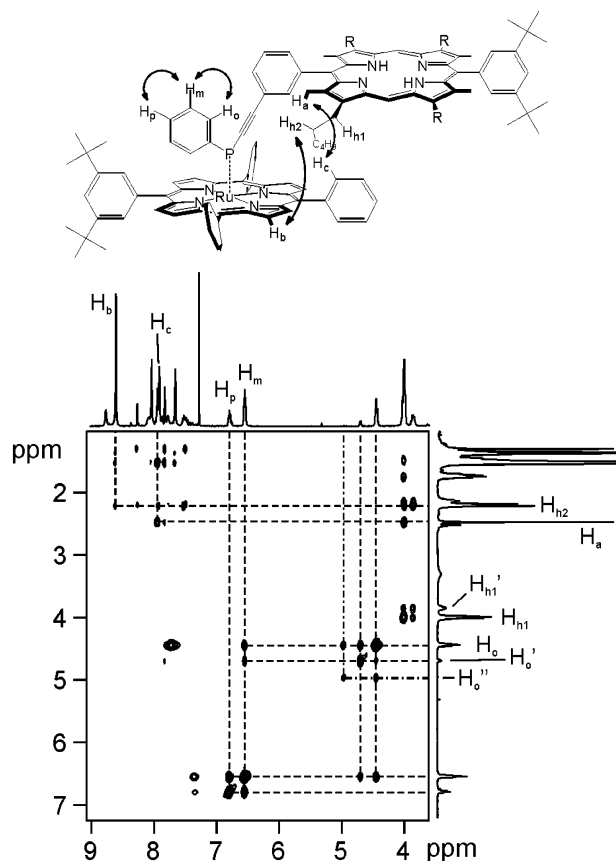 R R
NH N
N HN
Hm
Hp Ho
Ha
Hh2 Hh1 R
C4H9
Hc
P
N N
Ru
N N
Hb
Hb
Hc
Hp Hm
ppm
2
3
4
5
6
7
Hh2
Ha
Hh1'
Hh1
Ho
Ho'
Ho''
9 8 7 6 5 4 ppm